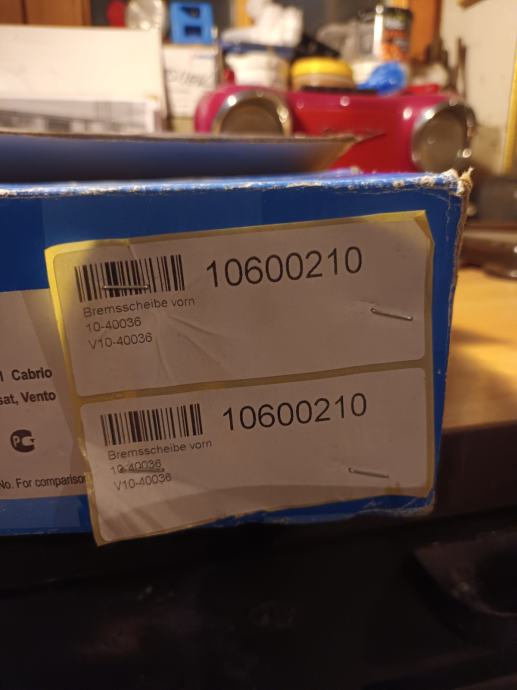 10600210
Bremsscheibe vorn
10-40036
V10-40036
10600210
Bremsscheibe vorn
10-40036
V10-40036
Cabrio
sat, Vento
No. For comparison